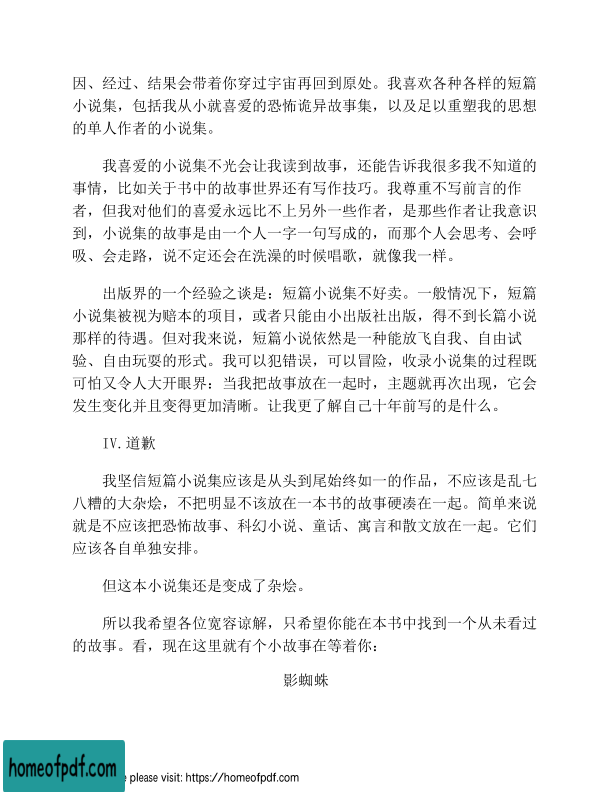 因、经过、结果会带着你穿过宇宙再回到原处。我喜欢各种各样的短篇
小说集，包括我从小就喜爱的恐怖诡异故事集，以及足以重塑我的思想
的单人作者的小说集。
我喜爱的小说集不光会让我读到故事，还能告诉我很多我不知道的
事情，比如关于书中的故事世界还有写作技巧。我尊重不写前言的作
者，但我对他们的喜爱永远比不上另外一些作者，是那些作者让我意识
到，小说集的故事是由一个人一字一句写成的，而那个人会思考、会呼
吸、会走路，说不定还会在洗澡的时候唱歌，就像我一样。
出版界的一个经验之谈是：短篇小说集不好卖。一般情况下，短篇
小说集被视为赔本的项目，或者只能由小出版社出版，得不到长篇小说
那样的待遇。但对我来说，短篇小说依然是一种能放飞自我、自由试
验、自由玩耍的形式。我可以犯错误，可以冒险，收录小说集的过程既
可怕又令人大开眼界：当我把故事放在一起时，主题就再次出现，它会
发生变化并且变得更加清晰。让我更了解自己十年前写的是什么。
IV.道歉
我坚信短篇小说集应该是从头到尾始终如一的作品，不应该是乱七
八糟的大杂烩，不把明显不该放在一本书的故事硬凑在一起。简单来说
就是不应该把恐怖故事、科幻小说、童话、寓言和散文放在一起。它们
应该各自单独安排。
但这本小说集还是变成了杂烩。
所以我希望各位宽容谅解，只希望你能在本书中找到一个从未看过
的故事。看，现在这里就有个小故事在等着你：
影蜘蛛
homeofpdf.com
please visit: https://homeofpdf.com